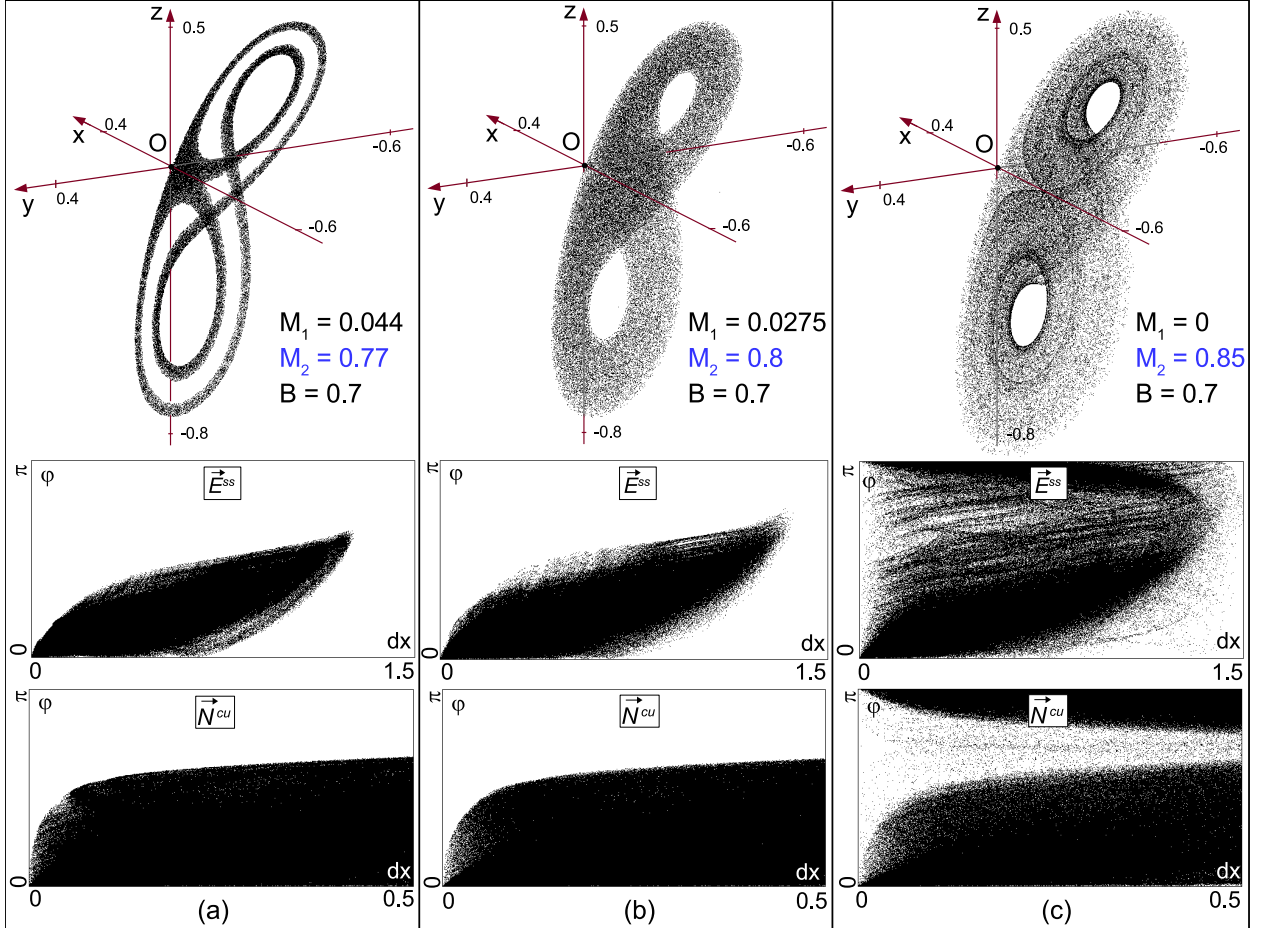 z
0.5
x
0.4
O
-0.6
y
0.4
-0.6
M1 = 0.044
M2 = 0.77
B = 0.7
-0.8
π
φ
E^ss
dx
0
0
1.5
π
φ
N^cu
dx
0
0
0.5
(a)
z
0.5
x
0.4
O
-0.6
y
0.4
-0.6
M1 = 0.0275
M2 = 0.8
B = 0.7
-0.8
π
φ
E^ss
dx
0
0
1.5
π
φ
N^cu
dx
0
0
0.5
(b)
z
0.5
x
0.4
O
-0.6
y
0.4
-0.6
M1 = 0
M2 = 0.85
B = 0.7
-0.8
π
φ
E^ss
dx
0
0
1.5
π
φ
N^cu
dx
0
0
0.5
(c)